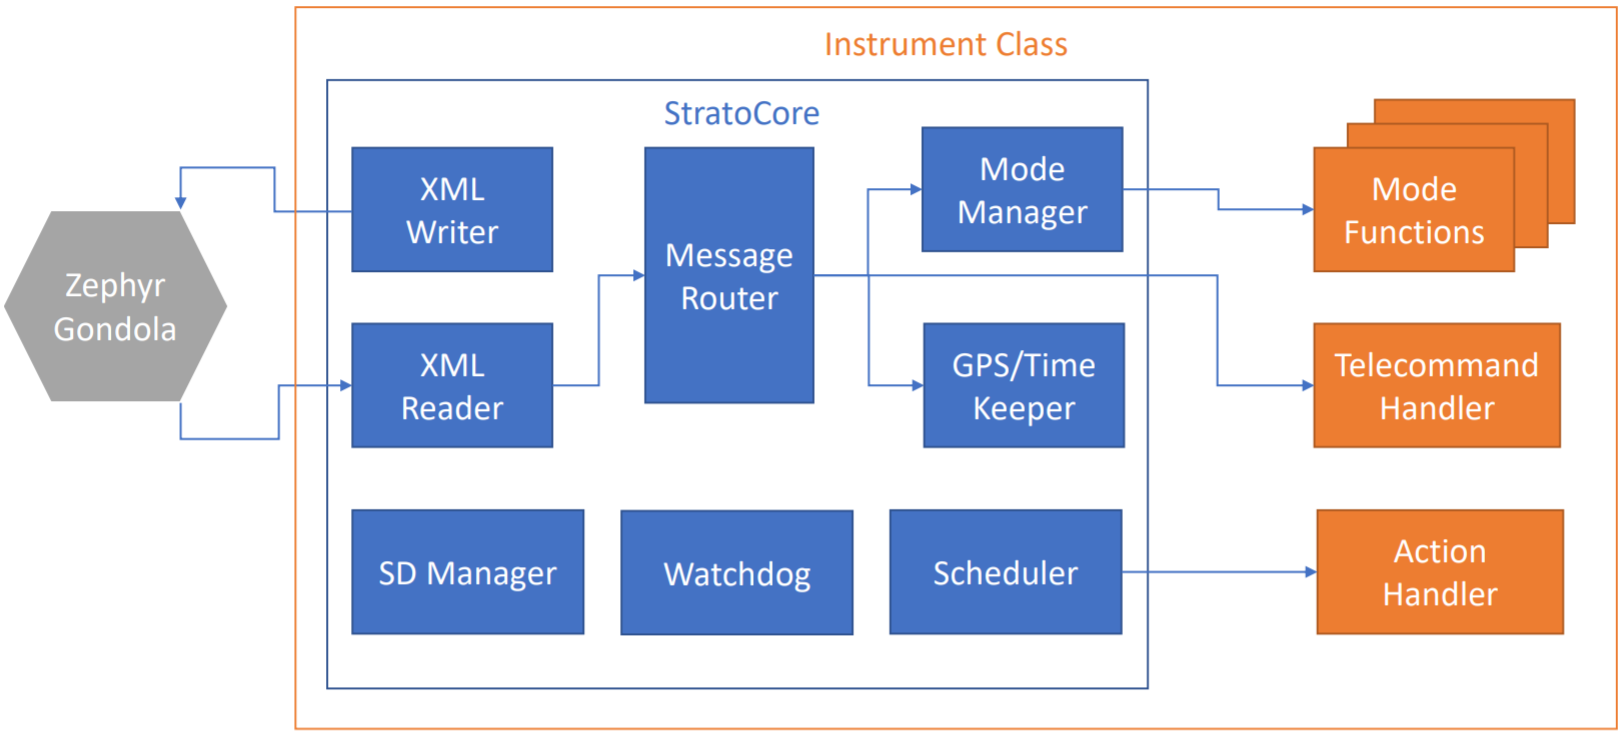 Instrument Class
StratoCore
Zephyr
Gondola
XML
Writer
XML
Reader
Message
Router
Mode
Manager
GPS/Time
Keeper
SD Manager
Watchdog
Scheduler
Mode
Functions
Telecommand
Handler
Action
Handler